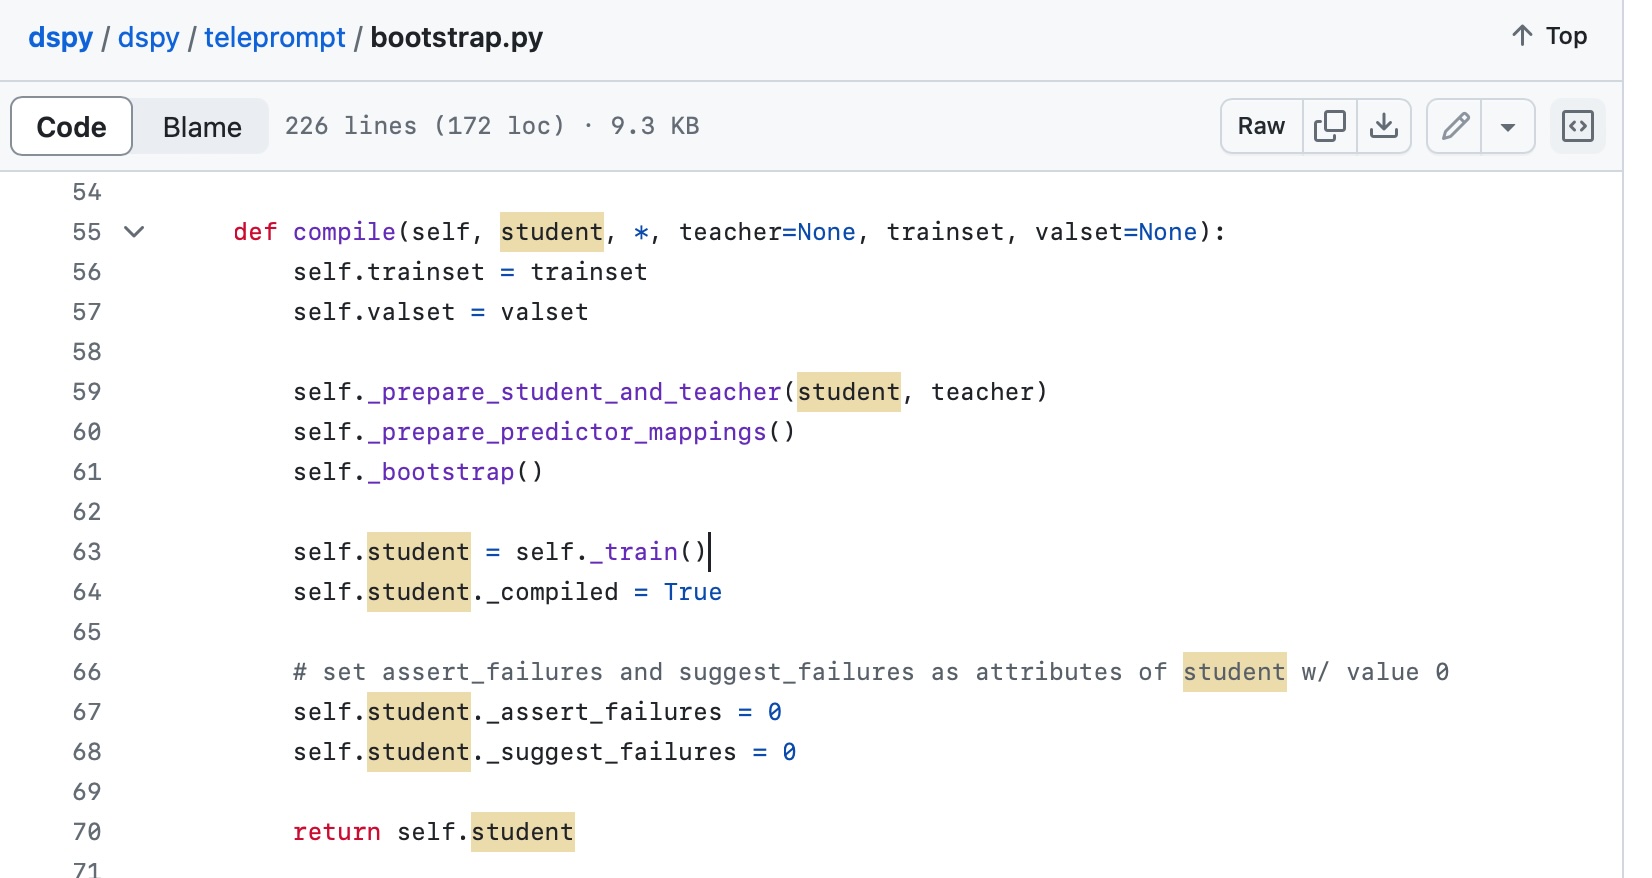 dspy / dspy / teleprompt / bootstrap.py
Top
Code Blame 226 lines (172 loc) · 9.3 KB
Raw
54
55 def compile(self, student, *, teacher=None, trainset, valset=None):
56 self.trainset = trainset
57 self.valset = valset
58
59 self._prepare_student_and_teacher(student, teacher)
60 self._prepare_predictor_mappings()
61 self._bootstrap()
62
63 self.student = self._train()
64 self.student._compiled = True
65
66 # set assert_failures and suggest_failures as attributes of student w/ value 0
67 self.student._assert_failures = 0
68 self.student._suggest_failures = 0
69
70 return self.student
71